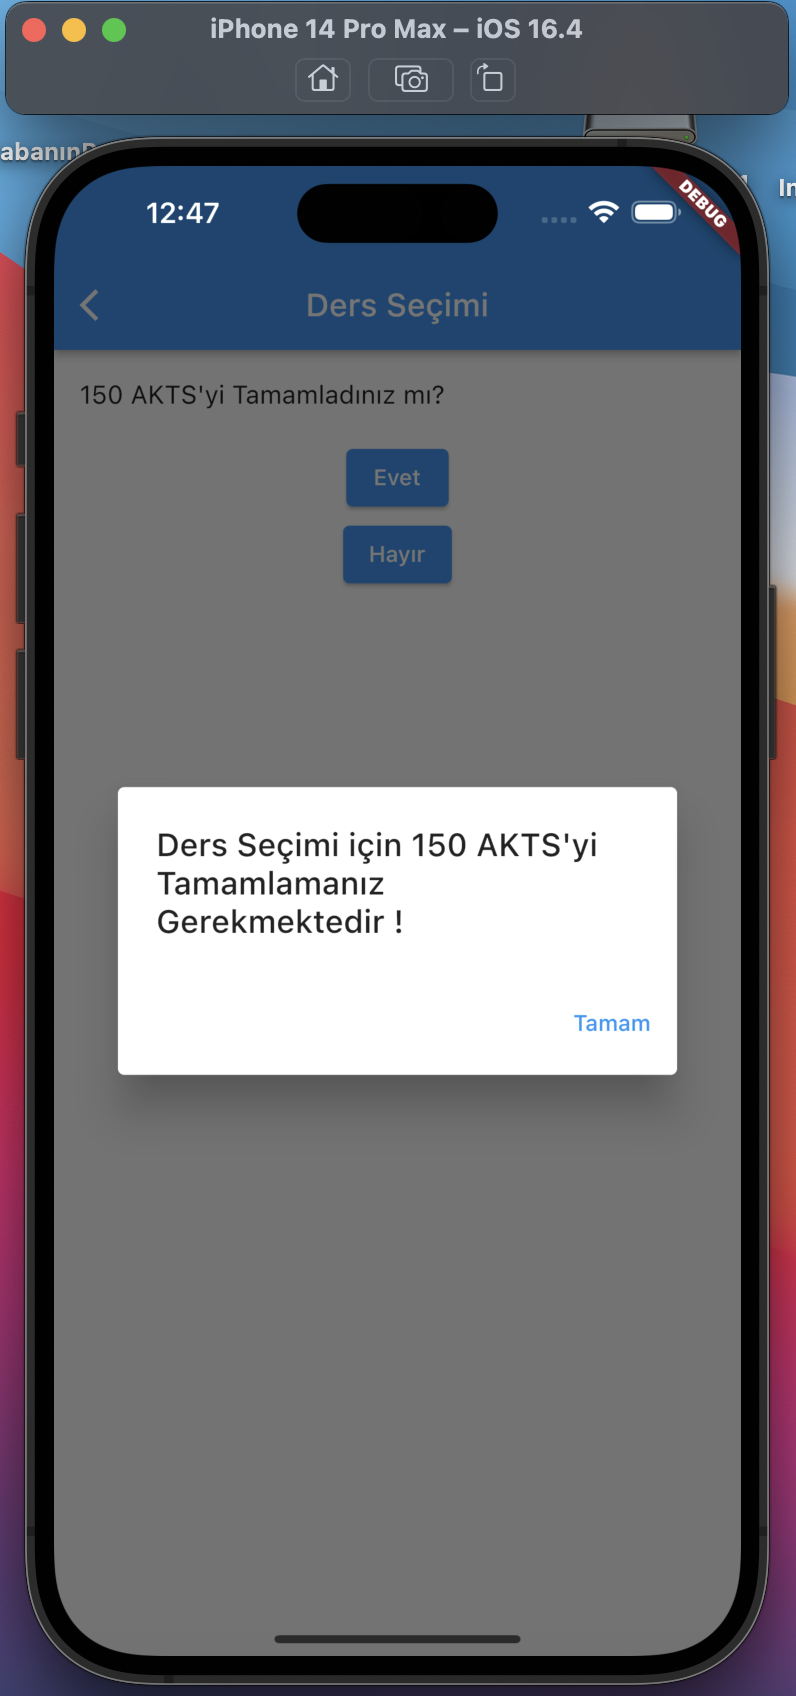 iPhone 14 Pro Max – iOS 16.4
12:47
DEBUG
Ders Seçimi
150 AKTS'yi Tamamladınız mı?
Evet
Hayır
Ders Seçimi için 150 AKTS'yi
Tamamlamanız
Gerekmektedir !
Tamam